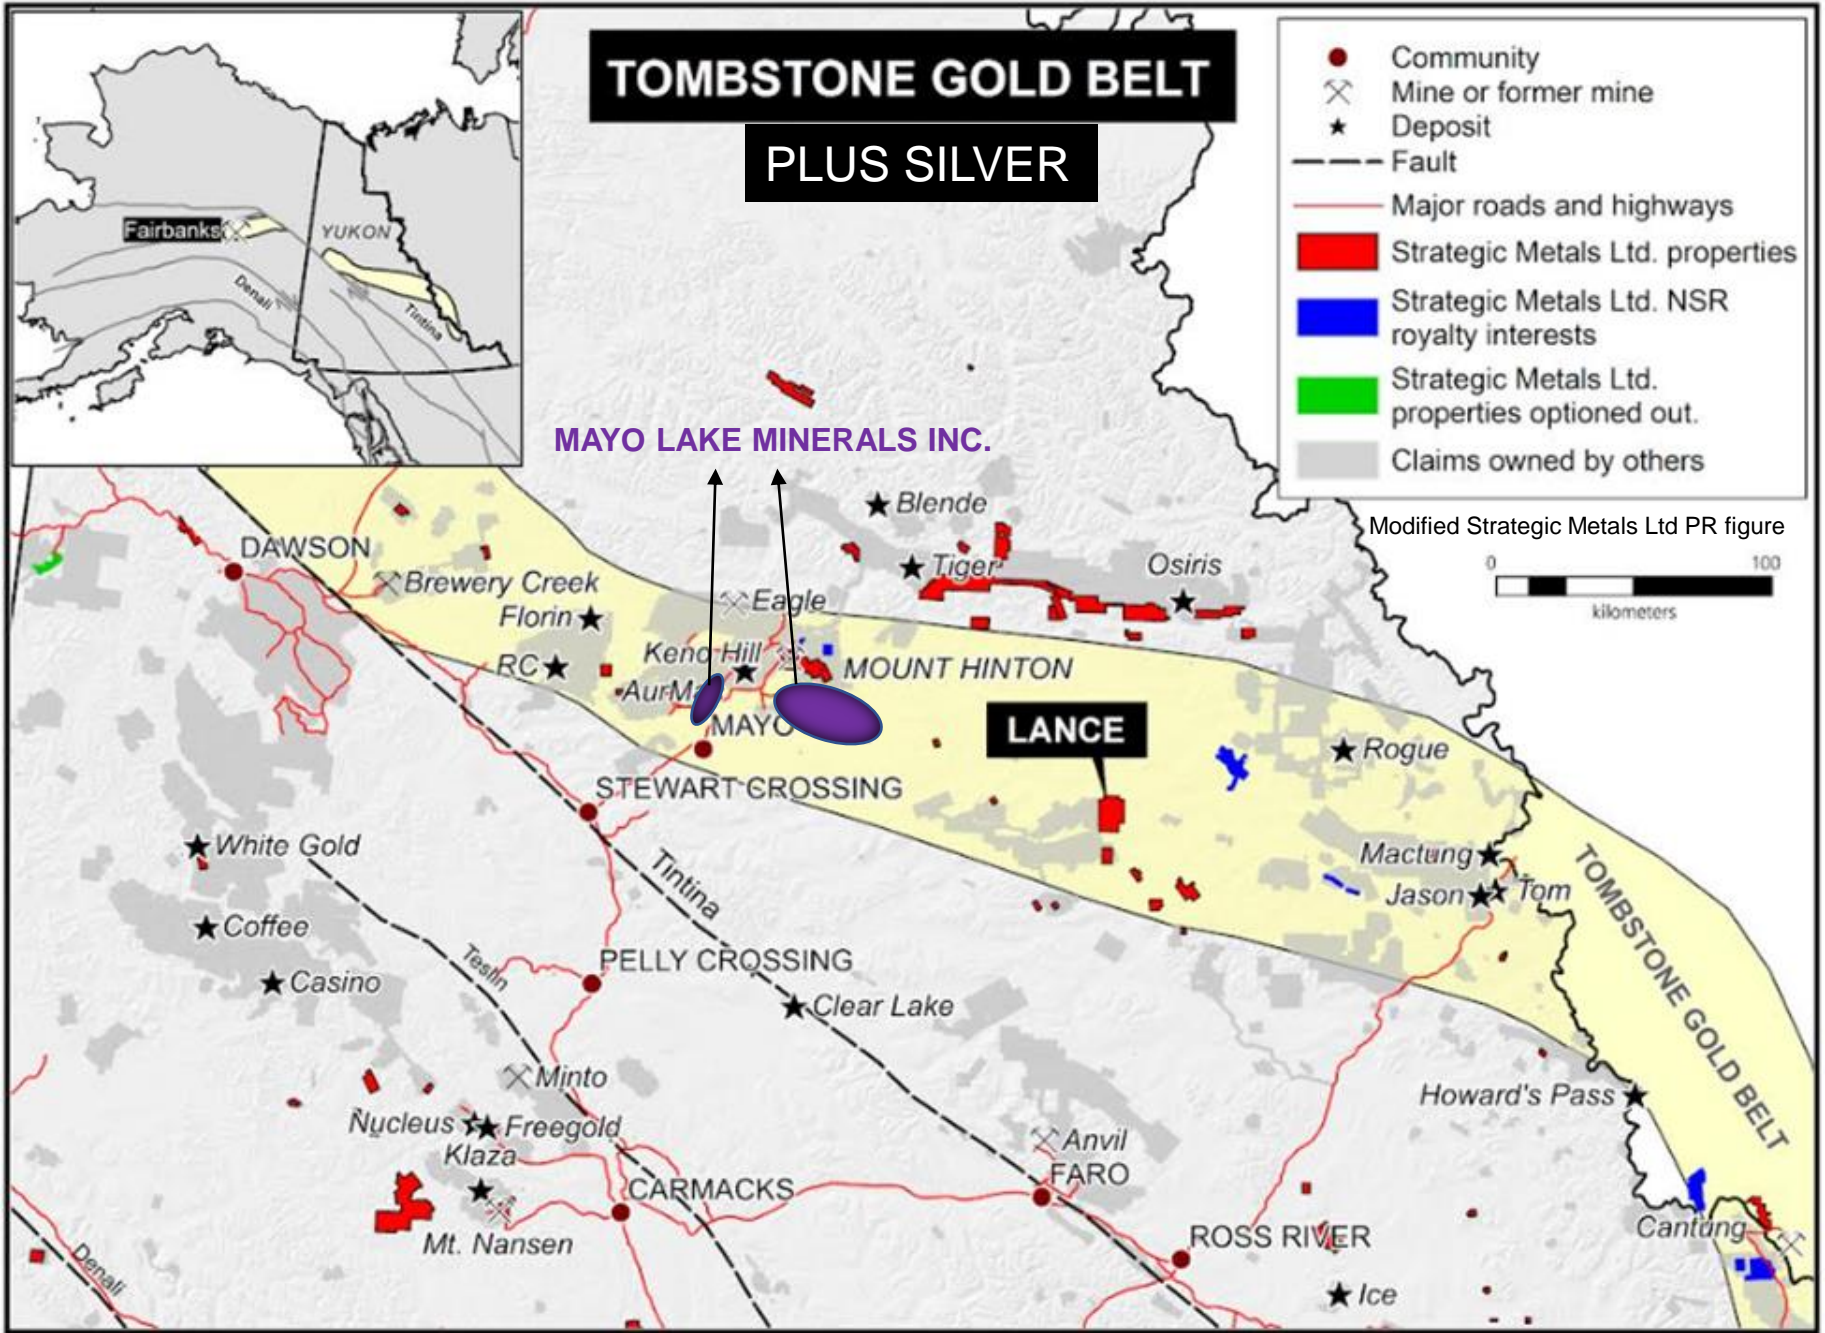 TOMBSTONE GOLD BELT
PLUS SILVER
Fairbanks
YUKON
Denali
Tintina
Community
Mine or former mine
Deposit
Fault
Major roads and highways
Strategic Metals Ltd. properties
Strategic Metals Ltd. NSR
royalty interests
Strategic Metals Ltd.
properties optioned out.
Claims owned by others
Modified Strategic Metals Ltd PR figure
0 100
kilometers
MAYO LAKE MINERALS INC.
Blende
DAWSON
Tiger
Osiris
Brewery Creek
Eagle
Florin
Keno Hill
RC
MOUNT HINTON
AurMa
MAYO
LANCE
Rogue
STEWART CROSSING
White Gold
Tintina
Mactung
Jason
Tom
TOMBSTONE GOLD BELT
Coffee
Teslin
PELLY CROSSING
Casino
Clear Lake
Minto
Howard's Pass
Nucleus
Freegold
Klaza
Anvil
FARO
CARMACKS
Cantung
ROSS RIVER
Mt. Nansen
Denali
Ice